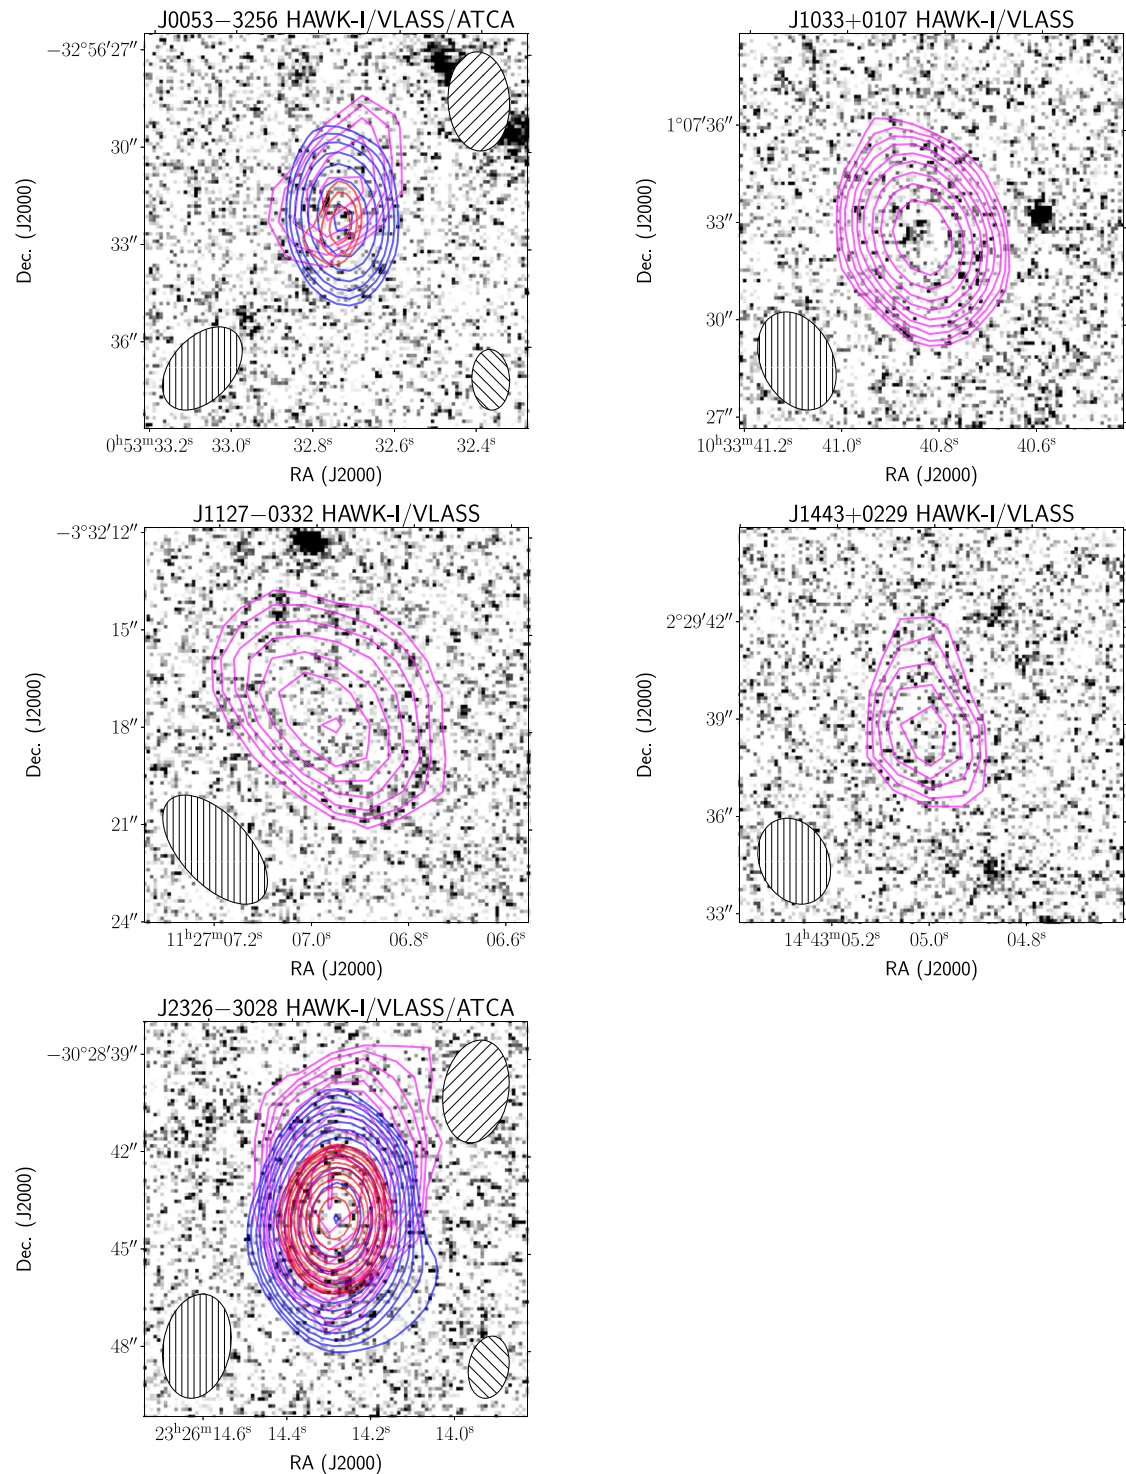 J0053−3256 HAWK-I/VLASS/ATCA
−32°56′27″
30″
33″
36″
Dec. (J2000)
0ʰ53ᵐ33.2ˢ 33.0ˢ 32.8ˢ 32.6ˢ 32.4ˢ
RA (J2000)
J1033+0107 HAWK-I/VLASS
1°07′36″
33″
30″
27″
Dec. (J2000)
10ʰ33ᵐ41.2ˢ 41.0ˢ 40.8ˢ 40.6ˢ
RA (J2000)
J1127−0332 HAWK-I/VLASS
−3°32′12″
15″
18″
21″
24″
Dec. (J2000)
11ʰ27ᵐ07.2ˢ 07.0ˢ 06.8ˢ 06.6ˢ
RA (J2000)
J1443+0229 HAWK-I/VLASS
2°29′42″
39″
36″
33″
Dec. (J2000)
14ʰ43ᵐ05.2ˢ 05.0ˢ 04.8ˢ
RA (J2000)
J2326−3028 HAWK-I/VLASS/ATCA
−30°28′39″
42″
45″
48″
Dec. (J2000)
23ʰ26ᵐ14.6ˢ 14.4ˢ 14.2ˢ 14.0ˢ
RA (J2000)